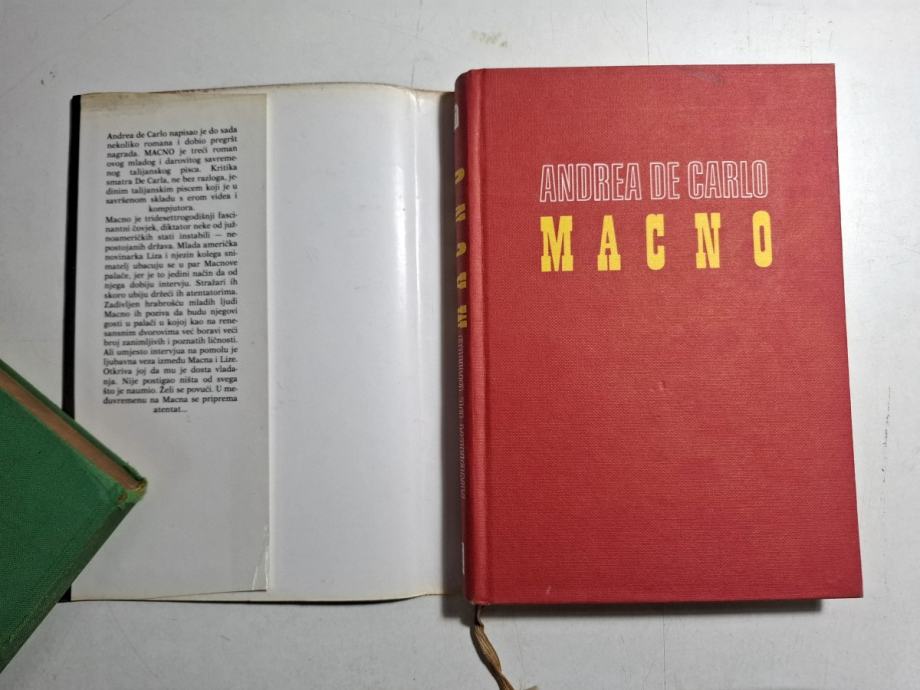 Andrea de Carlo napisao je do sada
nekoliko romana i dobio pregršt
nagrada. MACNO je treći roman
ovog mladog i darovitog savreme-
nog talijanskog pisca. Kritika
smatra De Carla, ne bez razloga, je-
dinim talijanskim piscem koji je u
savršenom skladu s erom videa i
kompjutora.
Macno je tridesettrogodišnji fasci-
nantni čovjek, diktator neke od juž-
noameričkih stati instabili — ne-
postojanih država. Mlada američka
novinarka Liza i njezin kolega sni-
matelj ubacuju se u par Macnove
palače, jer je to jedini način da od
njega dobiju intervju. Stražari ih
skoro ubiju držeći ih atentatorima.
Zadivljen hrabrošću mladih ljudi
Macno ih poziva da budu njegovi
gosti u palači u kojoj kao na rene-
sansnim dvorovima već boravi veći
broj zanimljivih i poznatih ličnosti.
Ali umjesto intervjua na pomolu je
ljubavna veza između Macna i Lize.
Otkriva joj da mu je dosta vlada-
nja. Nije postigao ništa od svega
što je naumio. Želi se povući. U me-
đuvremenu na Macna se priprema
atentat...
MACNO
ANDREA DE CARLO
MACNO